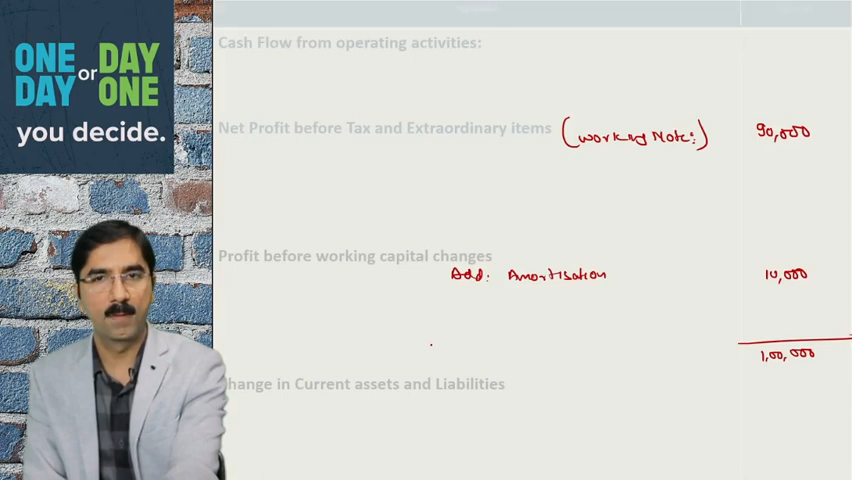 ONE DAY or DAY ONE
you decide.
Cash Flow from operating activities:
Net Profit before Tax and Extraordinary items (Working Note:) 90,000
Profit before working capital changes
Add: Amortisation 10,000
1,00,000
hange in Current assets and Liabilities